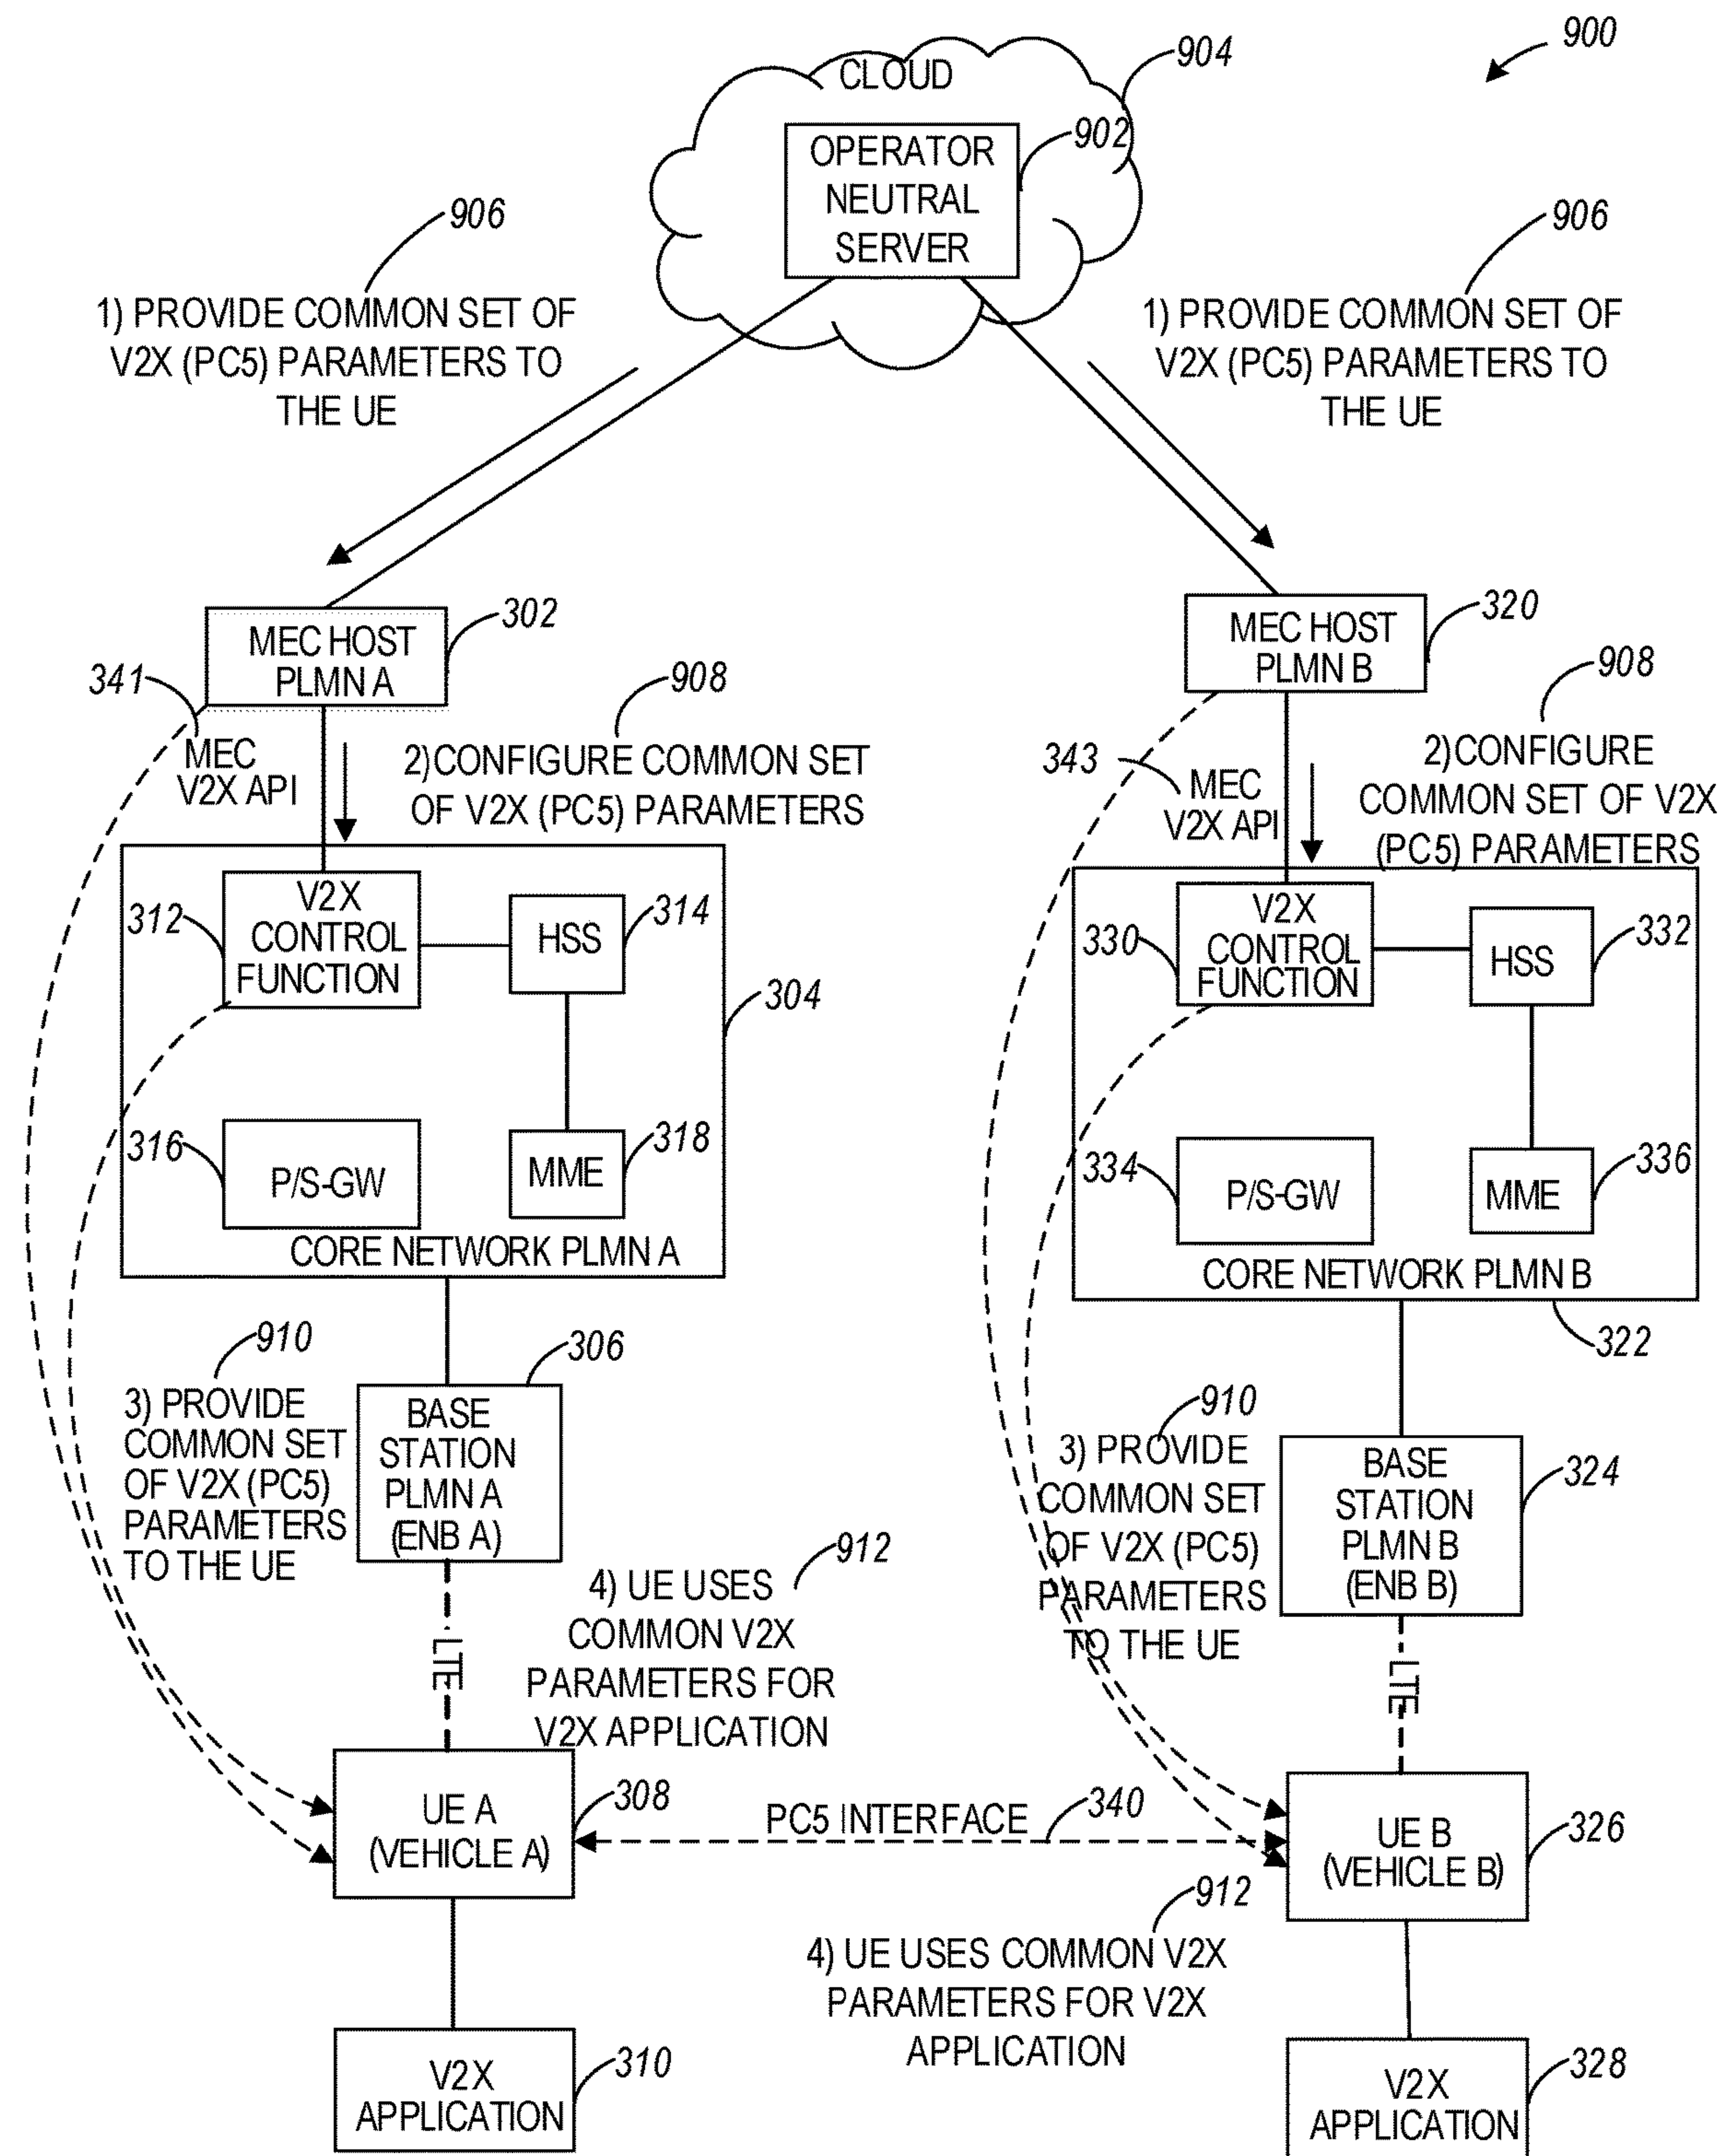 900
904
CLOUD
902
OPERATOR
NEUTRAL
SERVER
906
1) PROVIDE COMMON SET OF
V2X (PC5) PARAMETERS TO
THE UE
906
1) PROVIDE COMMON SET OF
V2X (PC5) PARAMETERS TO
THE UE
MEC HOST
PLMN A
302
MEC HOST
PLMN B
320
341
MEC
V2X API
908
2)CONFIGURE COMMON SET
OF V2X (PC5) PARAMETERS
343
MEC
V2X API
908
2)CONFIGURE
COMMON SET OF V2X
(PC5) PARAMETERS
312
V2X
CONTROL
FUNCTION
HSS
314
304
316
P/S-GW
MME
318
CORE NETWORK PLMN A
330
V2X
CONTROL
FUNCTION
HSS
332
334
P/S-GW
MME
336
CORE NETWORK PLMN B
322
910
3) PROVIDE
COMMON SET
OF V2X (PC5)
PARAMETERS
TO THE UE
306
BASE
STATION
PLMN A
(ENB A)
LTE
910
3) PROVIDE
COMMON SET
OF V2X (PC5)
PARAMETERS
TO THE UE
BASE
STATION
PLMN B
(ENB B)
324
LTE
912
4) UE USES
COMMON V2X
PARAMETERS FOR
V2X APPLICATION
UE A
(VEHICLE A)
308
PC5 INTERFACE
340
UE B
(VEHICLE B)
326
912
4) UE USES COMMON V2X
PARAMETERS FOR V2X
APPLICATION
V2X
APPLICATION
310
V2X
APPLICATION
328